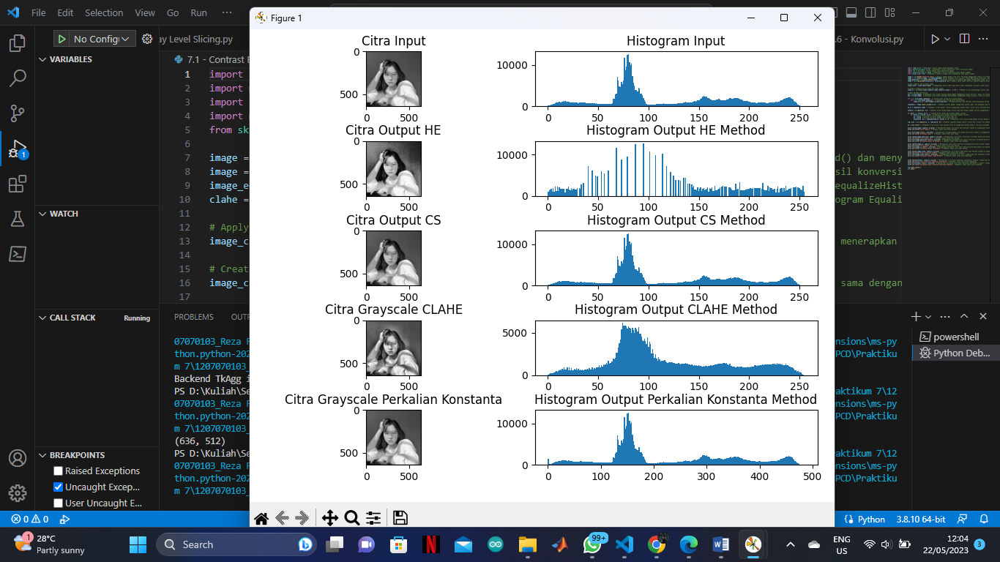 File Edit Selection View Go Run ···
Figure 1
No Config
ay Level Slicing.py
.6 - Konvolusi.py
VARIABLES
7.1 - Contrast E
1 import
2 import
3 import
4 import
5 from sk
6
7 image =
d() dan meny
8 image =
sil konversi
9 image_e
equalizeHist
10 clahe =
ogram Equali
11
12 # Apply
13 image_c
menerapkan
14
15 # Creat
16 image_c
sama dengan
17
WATCH
CALL STACK Running
BREAKPOINTS
Raised Exceptions
Uncaught Excep...
User Uncaught E...
Citra Input
0
500
0 500
Histogram Input
10000
0
0 50 100 150 200 250
Citra Output HE
0
500
0 500
Histogram Output HE Method
10000
0
0 50 100 150 200 250
Citra Output CS
0
500
0 500
Histogram Output CS Method
10000
0
0 50 100 150 200 250
Citra Grayscale CLAHE
0
500
0 500
Histogram Output CLAHE Method
5000
0
0 50 100 150 200 250
Citra Grayscale Perkalian Konstanta
0
500
0 500
Histogram Output Perkalian Konstanta Method
10000
0
0 100 200 300 400 500
PROBLEMS OUT
07070103_Reza
ensions\ms-py
thon.python-202
PCD\Praktiku
m 7\1207070103_
Backend TkAgg i
PS D:\Kuliah\Se
aktikum 7\12
07070103_Reza
ensions\ms-py
thon.python-202
PCD\Praktiku
m 7\1207070103_
(636, 512)
PS D:\Kuliah\Se
aktikum 7\12
07070103_Reza
ensions\ms-py
thon.python-202
PCD\Praktiku
m 7\1207070103_
powershell
Python Deb...
1
0 0
Python 3.8.10 64-bit
1
28°C
Partly sunny
Search
N
99+
W
ENG
US
12:04
22/05/2023
3